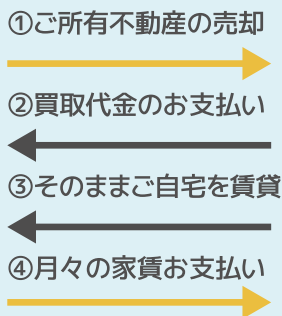 ①ご所有不動産の売却
②買取代金のお支払い
③そのままご自宅を賃貸
④月々の家賃お支払い